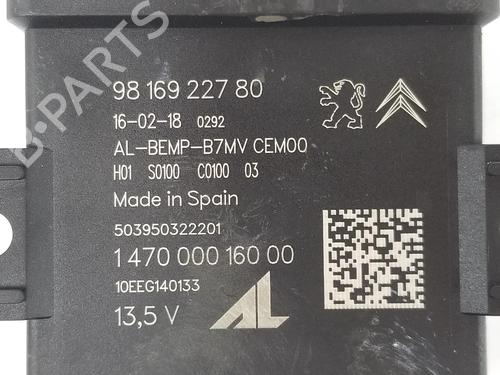 B-PARTS
98 169 227 80
16-02-18 0292
AL-BEMP-B7MV CEM00
H01 S0100 C0100 03
Made in Spain
503950322201
1 470 000 160 00
10EEG140133
13,5 V
AL